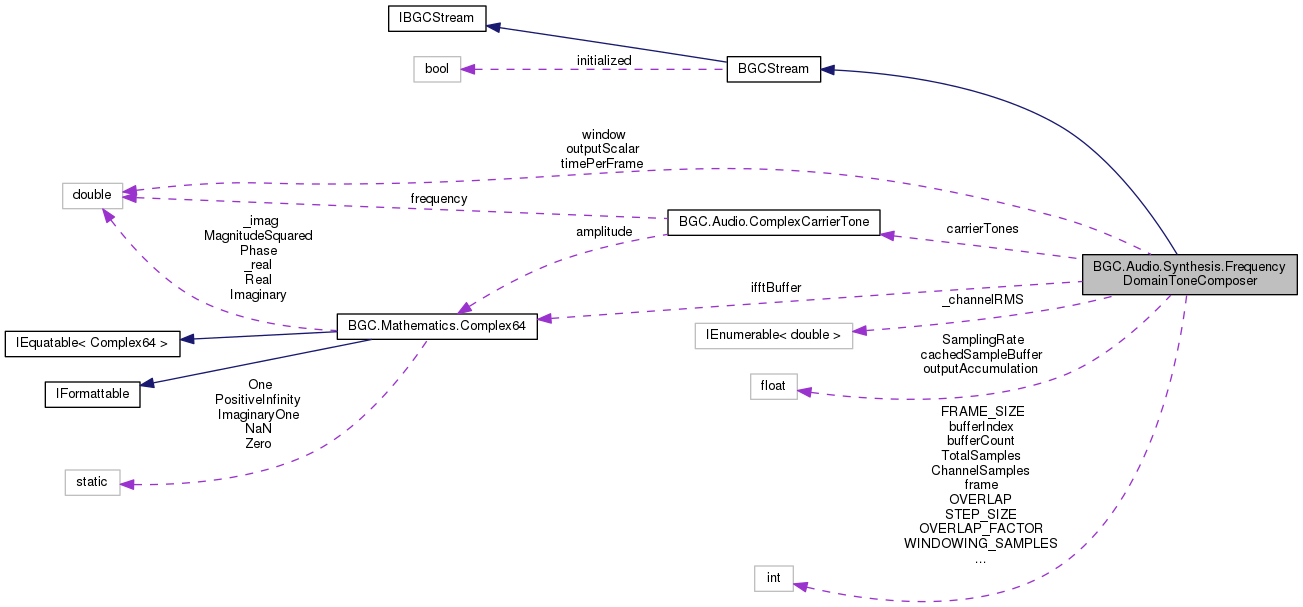 IBGCStream
bool
initialized
BGCStream
window
outputScalar
timePerFrame
double
frequency
BGC.Audio.ComplexCarrierTone
carrierTones
_imag
MagnitudeSquared
Phase
_real
Real
Imaginary
amplitude
BGC.Audio.Synthesis.Frequency
DomainToneComposer
ifftBuffer
_channelRMS
BGC.Mathematics.Complex64
IEnumerable< double >
IEquatable< Complex64 >
SamplingRate
cachedSampleBuffer
outputAccumulation
float
IFormattable
One
PositiveInfinity
ImaginaryOne
NaN
Zero
static
FRAME_SIZE
bufferIndex
bufferCount
TotalSamples
ChannelSamples
frame
OVERLAP
STEP_SIZE
OVERLAP_FACTOR
WINDOWING_SAMPLES
...
int